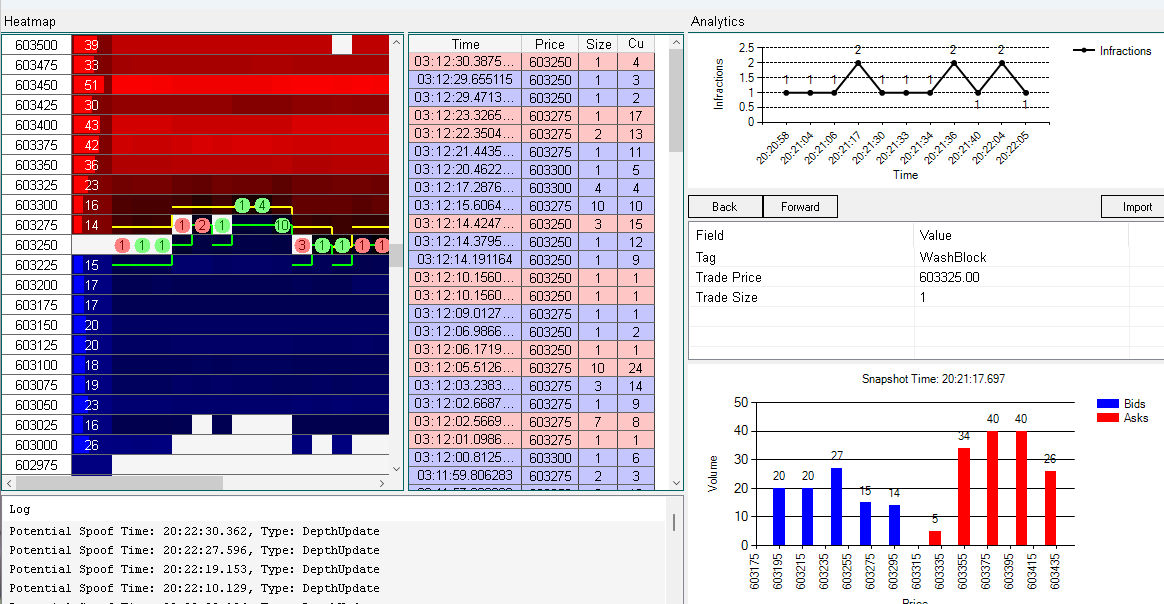 Heatmap
603500 39
603475 33
603450 51
603425 30
603400 43
603375 42
603350 36
603325 23
603300 16 1 4
603275 14 1 2 1 10
603250 1 1 1 3 1 1 1 1
603225 15
603200 17
603175 17
603150 20
603125 20
603100 18
603075 19
603050 23
603025 16
603000 26
602975
Time Price Size Cu
03:12:30.3875... 603250 1 4
03:12:29.655115 603250 1 3
03:12:29.4713... 603250 1 2
03:12:23.3265... 603275 1 17
03:12:22.3504... 603275 2 13
03:12:21.4435... 603275 1 11
03:12:20.4622... 603300 1 5
03:12:17.2876... 603300 4 4
03:12:15.6064... 603275 10 10
03:12:14.4247... 603250 3 15
03:12:14.3795... 603250 1 12
03:12:14.191164 603250 1 9
03:12:10.1560... 603250 1 1
03:12:10.1560... 603250 1 1
03:12:09.0127... 603275 1 1
03:12:06.9866... 603250 1 2
03:12:06.1719... 603250 1 1
03:12:05.5126... 603275 10 24
03:12:03.2383... 603275 3 14
03:12:02.6687... 603275 1 9
03:12:02.5669... 603275 7 8
03:12:01.0986... 603275 1 1
03:12:00.8125... 603300 1 6
03:11:59.806283 603275 2 3
Log
Potential Spoof Time: 20:22:30.362, Type: DepthUpdate
Potential Spoof Time: 20:22:27.596, Type: DepthUpdate
Potential Spoof Time: 20:22:19.153, Type: DepthUpdate
Potential Spoof Time: 20:22:10.129, Type: DepthUpdate
Analytics
Infractions
2.5
2
1.5
1
0.5
0
1 1 1 2 1 1 1 2 1 2 1
20:20:58 20:21:04 20:21:06 20:21:17 20:21:30 20:21:33 20:21:34 20:21:36 20:21:40 20:22:04 20:22:05
Time
Infractions
Back Forward Import
Field Value
Tag WashBlock
Trade Price 603325.00
Trade Size 1
Snapshot Time: 20:21:17.697
Volume
50
40
30
20
10
0
20 20 27 15 14 5 34 40 40 26
603175 603195 603215 603235 603255 603275 603295 603315 603335 603355 603375 603395 603415 603435
Price
Bids
Asks